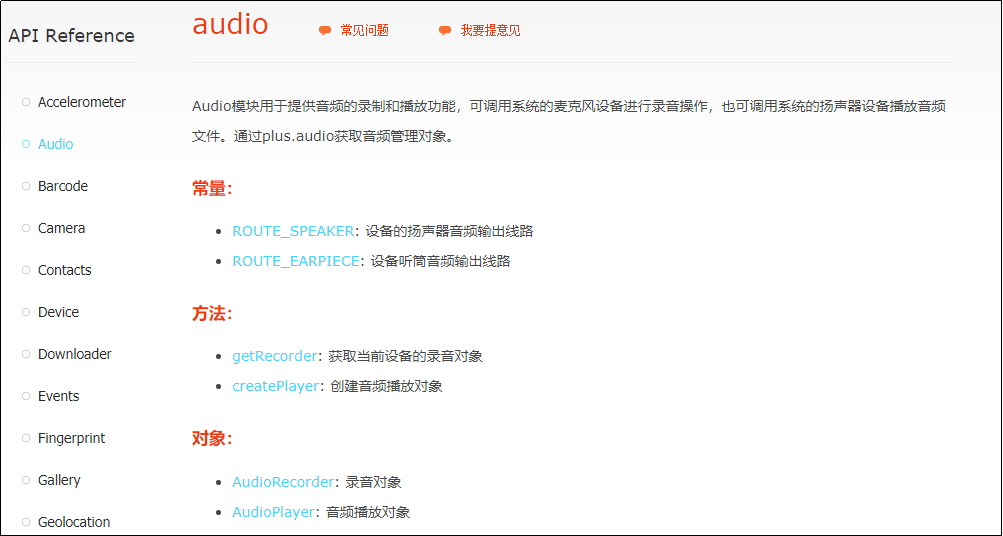 API Reference
Accelerometer
Audio
Barcode
Camera
Contacts
Device
Downloader
Events
Fingerprint
Gallery
Geolocation
audio
常见问题
我要提意见
Audio模块用于提供音频的录制和播放功能，可调用系统的麦克风设备进行录音操作，也可调用系统的扬声器设备播放音频
文件。通过plus.audio获取音频管理对象。
常量：
ROUTE_SPEAKER: 设备的扬声器音频输出线路
ROUTE_EARPIECE: 设备听筒音频输出线路
方法：
getRecorder: 获取当前设备的录音对象
createPlayer: 创建音频播放对象
对象：
AudioRecorder: 录音对象
AudioPlayer: 音频播放对象